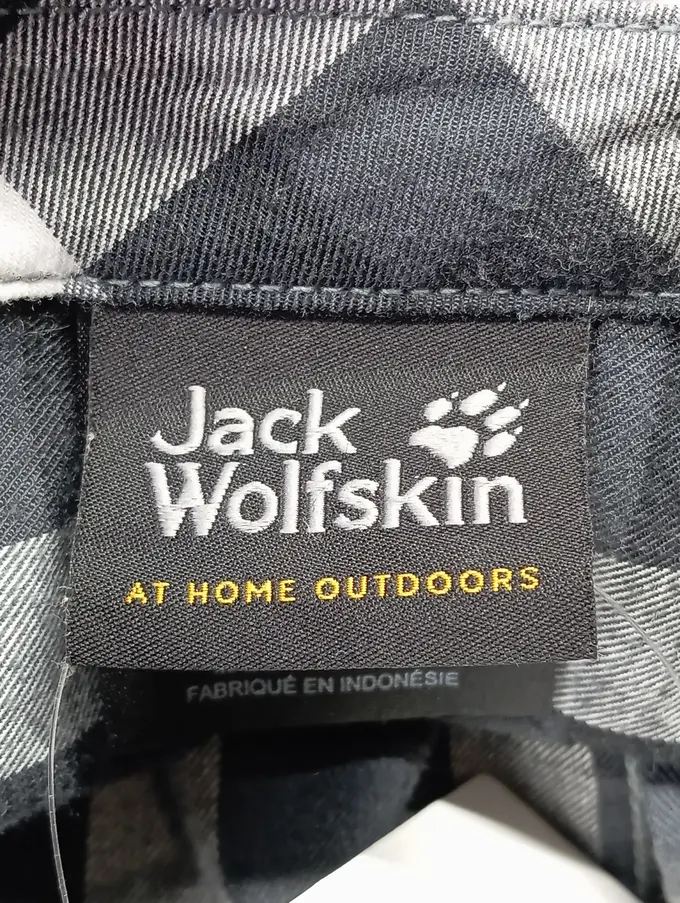 Jack
Wolfskin
AT HOME OUTDOORS
FABRIQUÉ EN INDONÉSIE